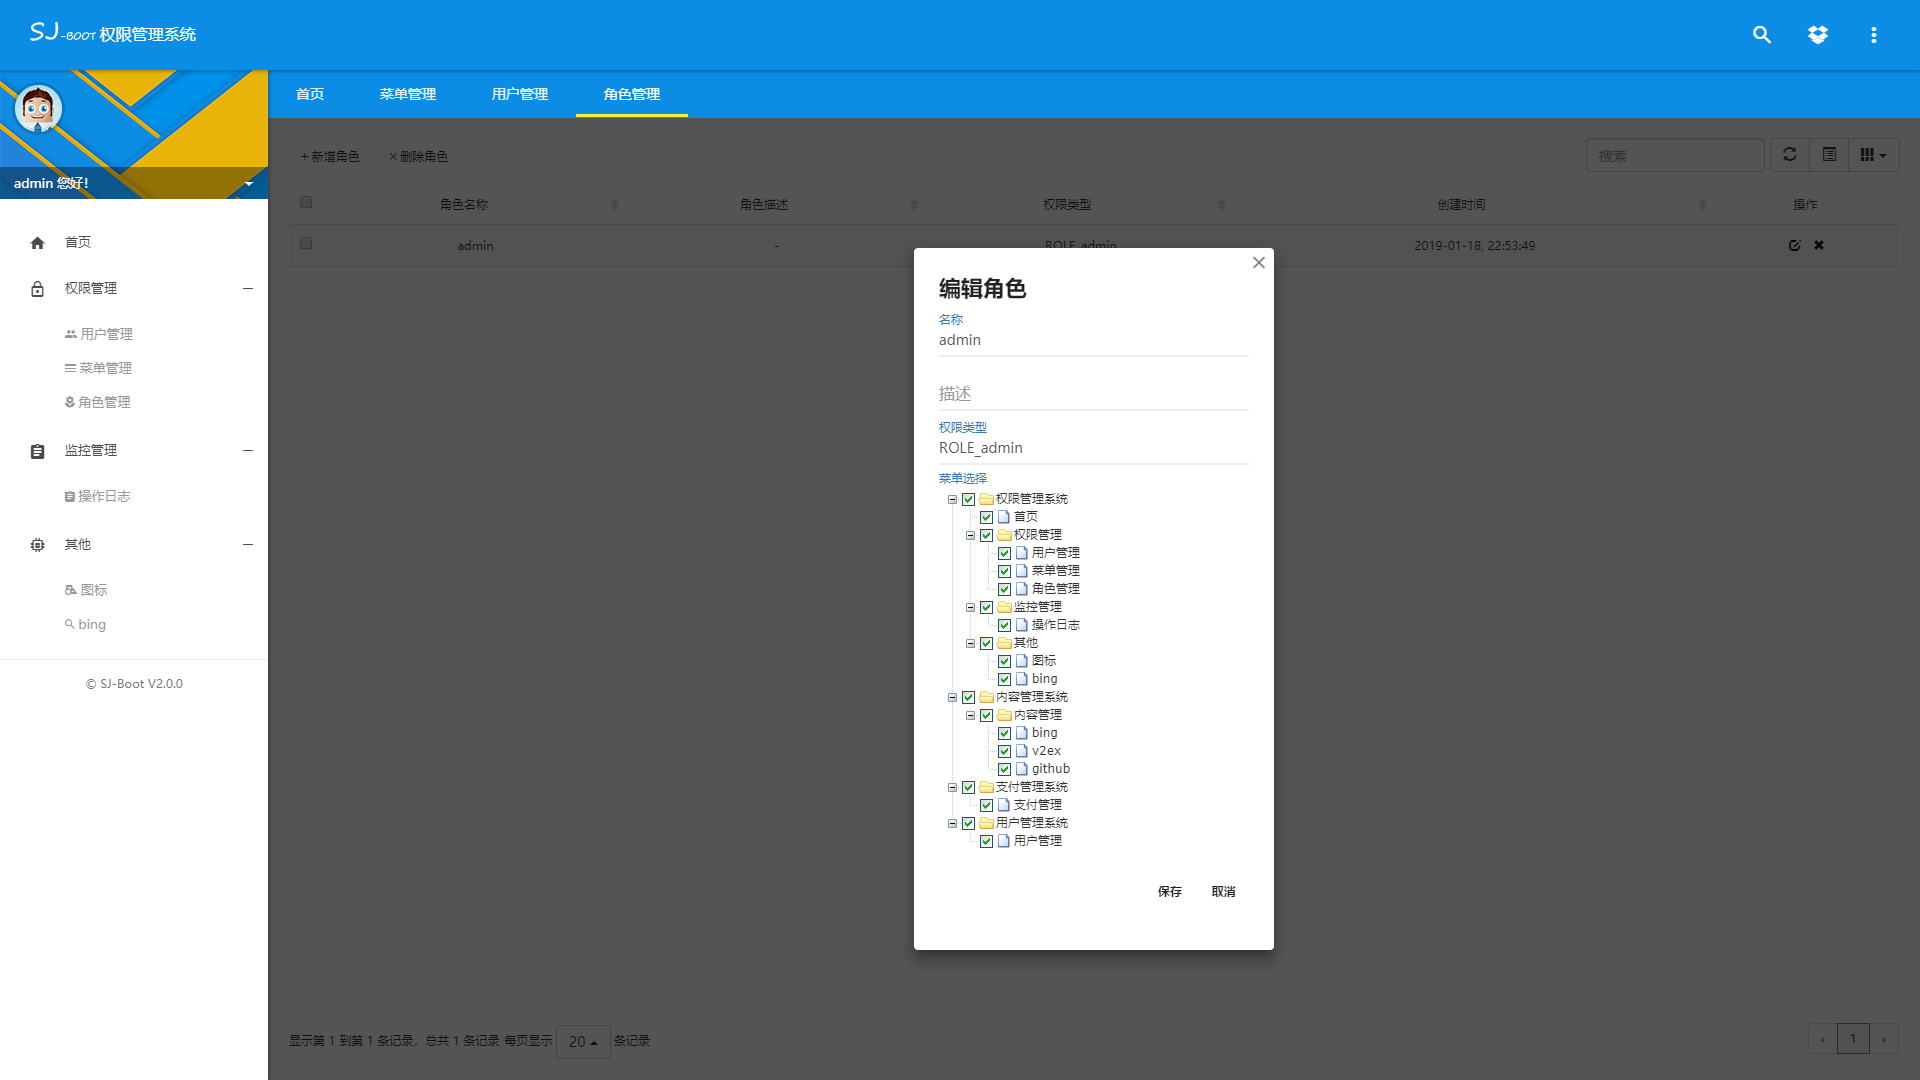 SJ-BOOT 权限管理系统
首页 菜单管理 用户管理 角色管理
admin 您好!
首页
权限管理
用户管理
菜单管理
角色管理
监控管理
操作日志
其他
图标
bing
© SJ-Boot V2.0.0
+ 新增角色 × 删除角色
搜索
角色名称 角色描述 权限类型 创建时间 操作
admin - ROLE_admin 2019-01-18, 22:53:49
编辑角色
名称
admin
描述
权限类型
ROLE_admin
菜单选择
权限管理系统
首页
权限管理
用户管理
菜单管理
角色管理
监控管理
操作日志
其他
图标
bing
内容管理系统
内容管理
bing
v2ex
github
支付管理系统
支付管理
用户管理系统
用户管理
保存 取消
显示第 1 到第 1 条记录，总共 1 条记录 每页显示 20 条记录
‹ 1 ›